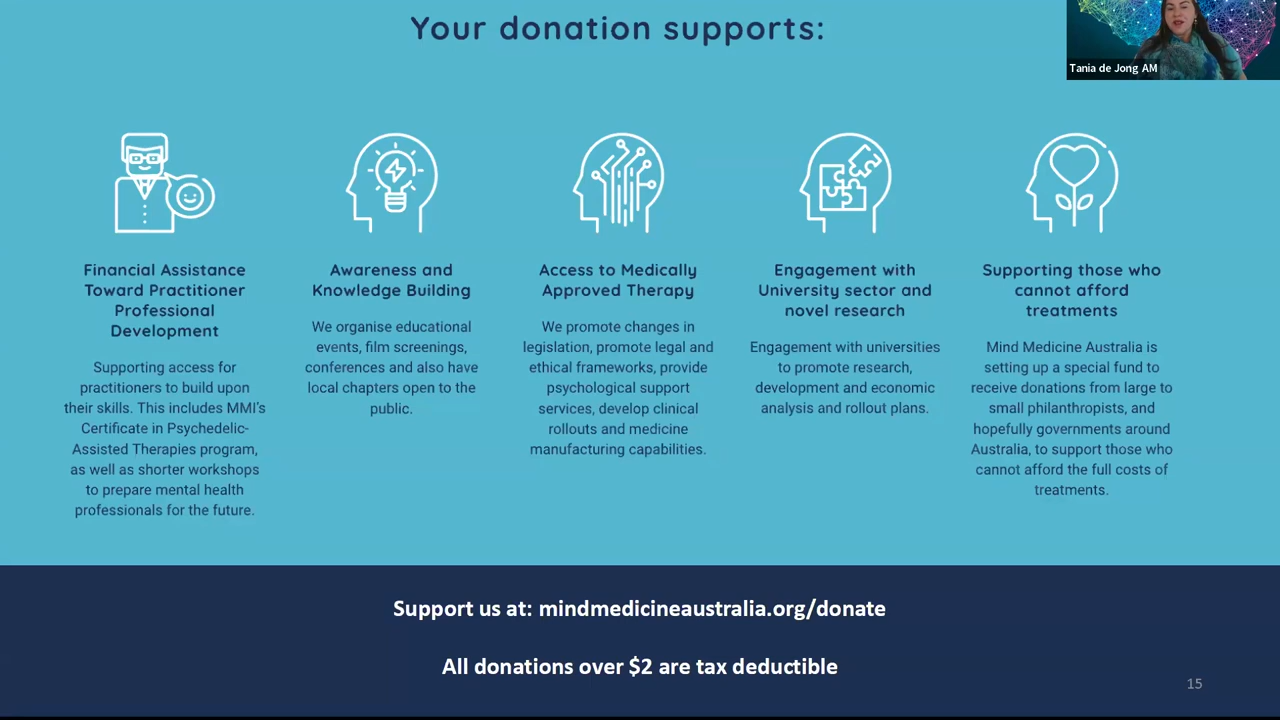 Your donation supports:
Tania de Jong AM
Financial Assistance
Toward Practitioner
Professional
Development
Supporting access for
practitioners to build upon
their skills. This includes MMI's
Certificate in Psychedelic-
Assisted Therapies program,
as well as shorter workshops
to prepare mental health
professionals for the future.
Awareness and
Knowledge Building
We organise educational
events, film screenings,
conferences and also have
local chapters open to the
public.
Access to Medically
Approved Therapy
We promote changes in
legislation, promote legal and
ethical frameworks, provide
psychological support
services, develop clinical
rollouts and medicine
manufacturing capabilities.
Engagement with
University sector and
novel research
Engagement with universities
to promote research,
development and economic
analysis and rollout plans.
Supporting those who
cannot afford
treatments
Mind Medicine Australia is
setting up a special fund to
receive donations from large to
small philanthropists, and
hopefully governments around
Australia, to support those who
cannot afford the full costs of
treatments.
Support us at: mindmedicineaustralia.org/donate
All donations over $2 are tax deductible
15